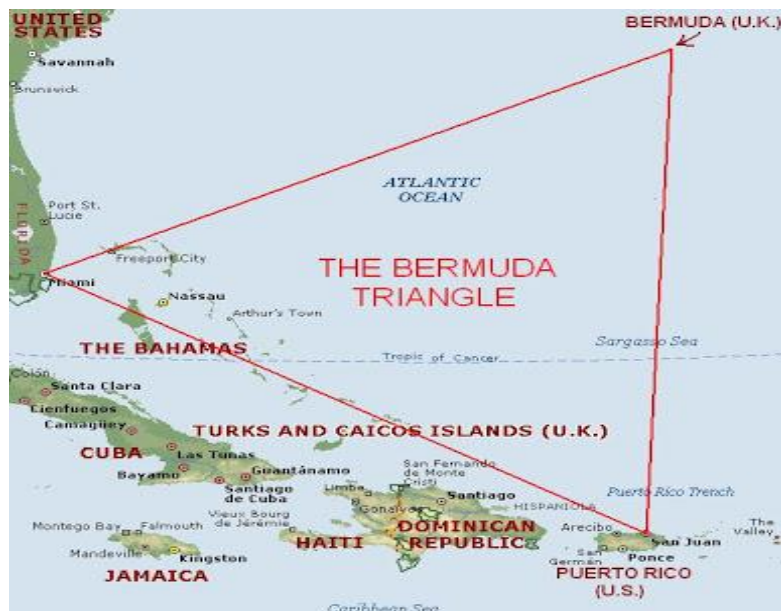 UNITED
STATES
BERMUDA (U.K.)
Savannah
Brunswick
ATLANTIC
OCEAN
Port St.
Lucie
FLORIDA
Freeport City
Miami
THE BERMUDA
TRIANGLE
Nassau
Arthur's Town
Sargasso Sea
THE BAHAMAS
Tropic of Cancer
Colón
Santa Clara
Cienfuegos
Camagüey
TURKS AND CAICOS ISLANDS (U.K.)
CUBA
Las Tunas
Bayamo
Guantánamo
Santiago
de Cuba
San Fernando
de Monte
Cristi
Limbe
Santiago
Gonaïves
HISPANIOLA
Puerto Rico Trench
Vieux Bourg
de Jérémie
Montego Bay
Falmouth
DOMINICAN
REPUBLIC
Arecibo
San Juan
The
Valley
Mandeville
Kingston
HAITI
San
Germán
Ponce
JAMAICA
PUERTO RICO
(U.S.)
Caribbean Sea